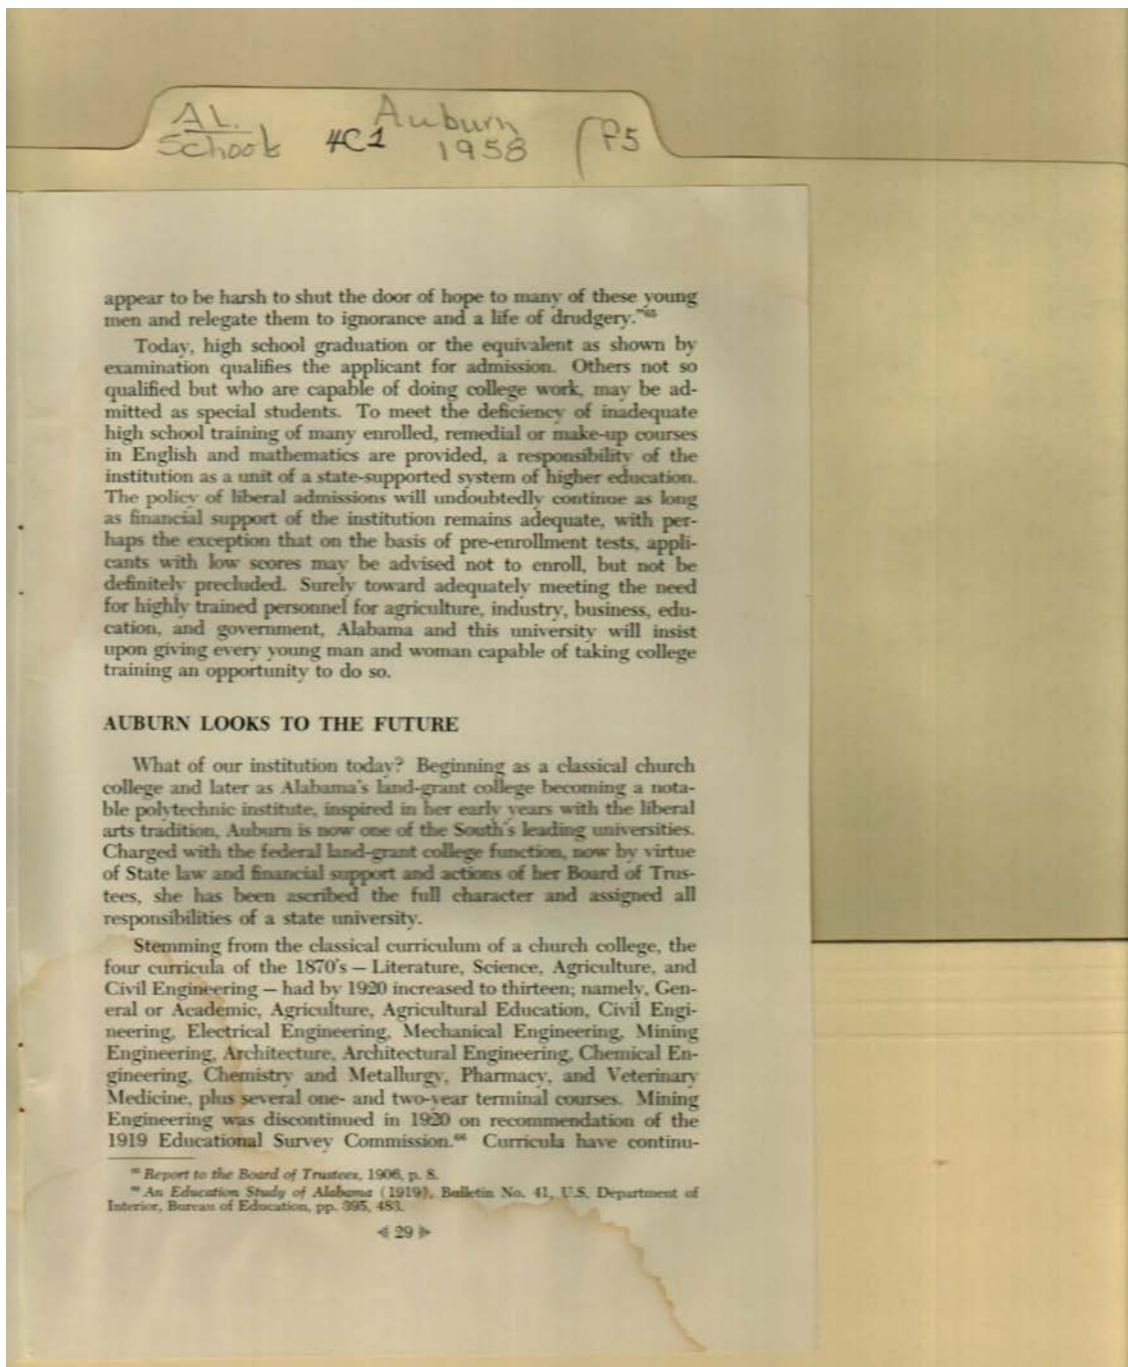 AL. Auburn
Schools 4C1 1958 P5
appear to be harsh to shut the door of hope to many of these young
men and relegate them to ignorance and a life of drudgery."⁶⁵
Today, high school graduation or the equivalent as shown by
examination qualifies the applicant for admission. Others not so
qualified but who are capable of doing college work, may be ad-
mitted as special students. To meet the deficiency of inadequate
high school training of many enrolled, remedial or make-up courses
in English and mathematics are provided, a responsibility of the
institution as a unit of a state-supported system of higher education.
The policy of liberal admissions will undoubtedly continue as long
as financial support of the institution remains adequate, with per-
haps the exception that on the basis of pre-enrollment tests, appli-
cants with low scores may be advised not to enroll, but not be
definitely precluded. Surely toward adequately meeting the need
for highly trained personnel for agriculture, industry, business, edu-
cation, and government, Alabama and this university will insist
upon giving every young man and woman capable of taking college
training an opportunity to do so.
AUBURN LOOKS TO THE FUTURE
What of our institution today? Beginning as a classical church
college and later as Alabama's land-grant college becoming a nota-
ble polytechnic institute, inspired in her early years with the liberal
arts tradition, Auburn is now one of the South's leading universities.
Charged with the federal land-grant college function, now by virtue
of State law and financial support and actions of her Board of Trus-
tees, she has been ascribed the full character and assigned all
responsibilities of a state university.
Stemming from the classical curriculum of a church college, the
four curricula of the 1870's — Literature, Science, Agriculture, and
Civil Engineering — had by 1920 increased to thirteen; namely, Gen-
eral or Academic, Agriculture, Agricultural Education, Civil Engi-
neering, Electrical Engineering, Mechanical Engineering, Mining
Engineering, Architecture, Architectural Engineering, Chemical En-
gineering, Chemistry and Metallurgy, Pharmacy, and Veterinary
Medicine, plus several one- and two-year terminal courses. Mining
Engineering was discontinued in 1920 on recommendation of the
1919 Educational Survey Commission.⁶⁶ Curricula have continu-
⁶⁵ Report to the Board of Trustees, 1906, p. 8.
⁶⁶ An Education Study of Alabama (1919), Bulletin No. 41, U.S. Department of
Interior, Bureau of Education, pp. 395, 483.
29